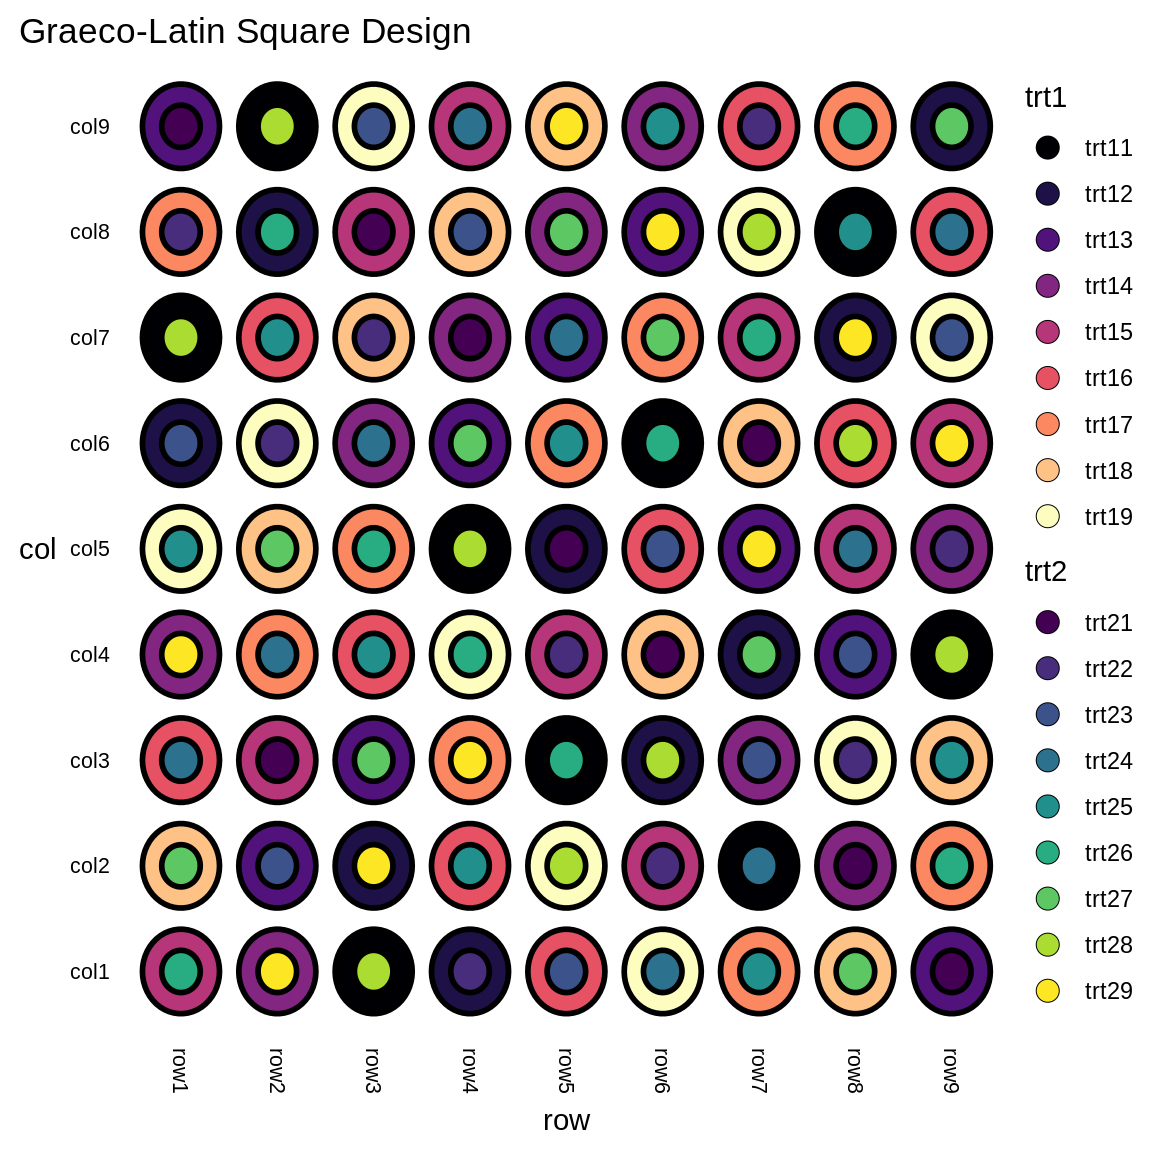 Graeco-Latin Square Design
col9
col8
col7
col6
col5
col4
col3
col2
col1
col
row1
row2
row3
row4
row5
row6
row7
row8
row9
row
trt1
trt11
trt12
trt13
trt14
trt15
trt16
trt17
trt18
trt19
trt2
trt21
trt22
trt23
trt24
trt25
trt26
trt27
trt28
trt29